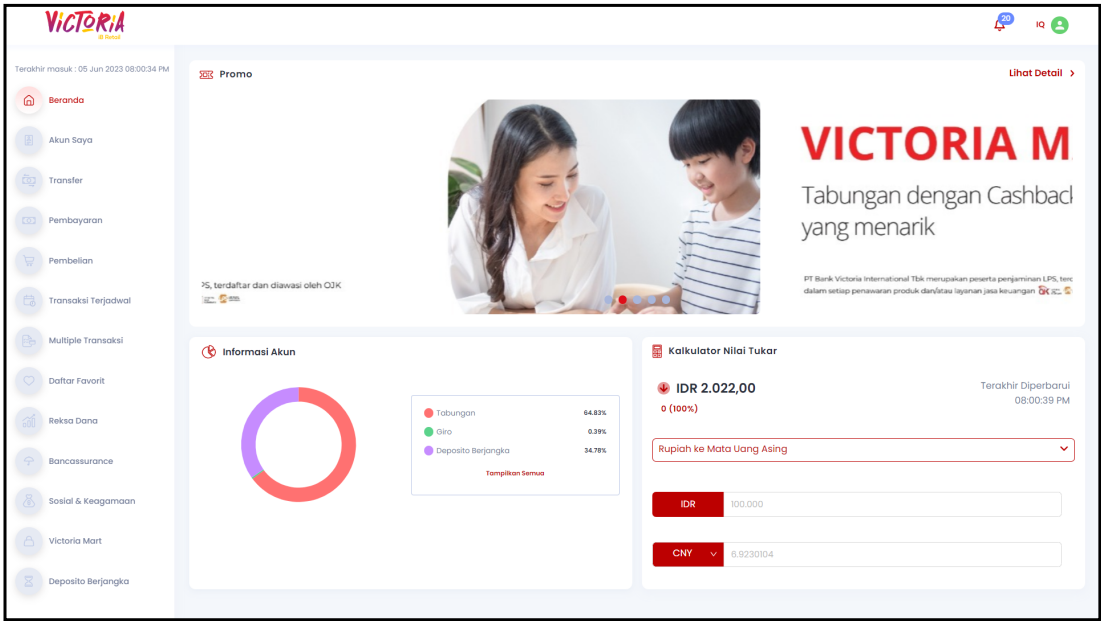 VICTORIA
IB Retail
20
IQ
Terakhir masuk : 05 Jun 2023 08:00:34 PM
Beranda
Akun Saya
Transfer
Pembayaran
Pembelian
Transaksi Terjadwal
Multiple Transaksi
Daftar Favorit
Reksa Dana
Bancassurance
Sosial & Keagamaan
Victoria Mart
Deposito Berjangka
Promo
Lihat Detail
PS, terdaftar dan diawasi oleh OJK
VICTORIA M
Tabungan dengan Cashback
yang menarik
PT Bank Victoria International Tbk merupakan peserta penjaminan LPS, terd
dalam setiap penawaran produk dan/atau layanan jasa keuangan
Informasi Akun
Tabungan 64.83%
Giro 0.39%
Deposito Berjangka 34.78%
Tampilkan Semua
Kalkulator Nilai Tukar
IDR 2.022,00
0 (100%)
Terakhir Diperbarui
08:00:39 PM
Rupiah ke Mata Uang Asing
IDR 100.000
CNY 6.9230104